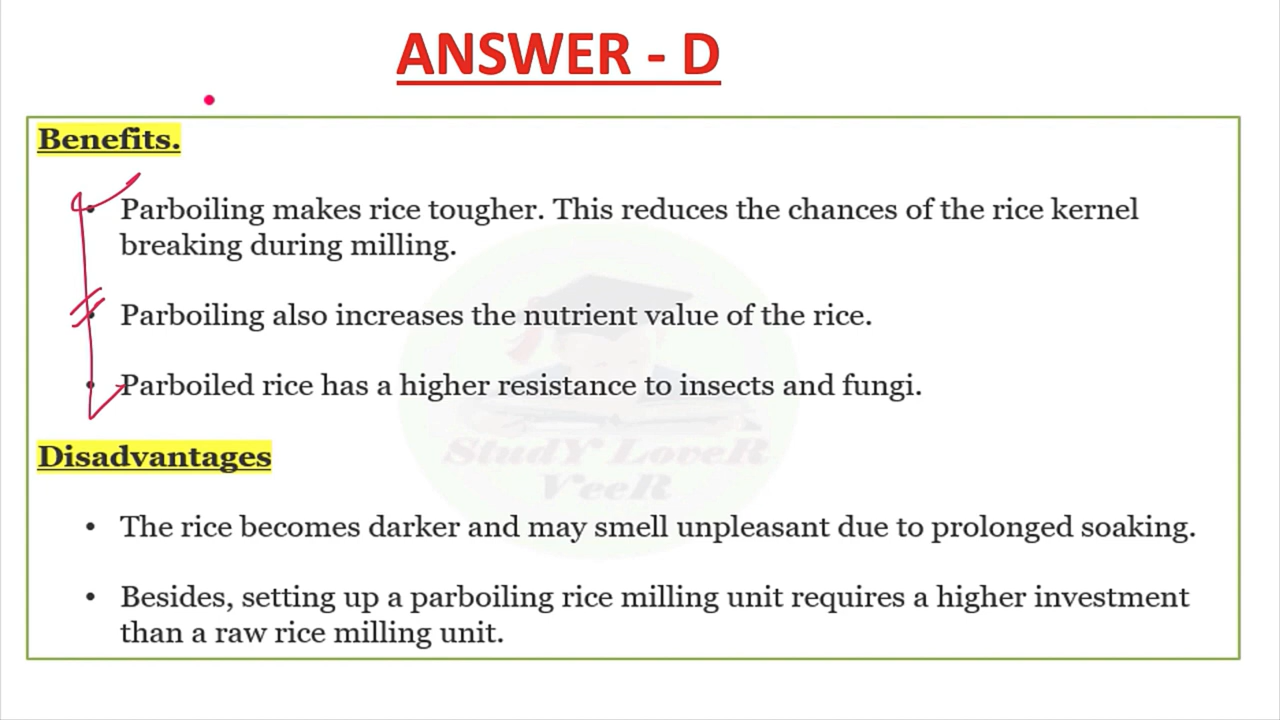 ANSWER - D
Benefits.
• Parboiling makes rice tougher. This reduces the chances of the rice kernel
breaking during milling.
• Parboiling also increases the nutrient value of the rice.
• Parboiled rice has a higher resistance to insects and fungi.
Disadvantages
StudY LoveR
VeeR
• The rice becomes darker and may smell unpleasant due to prolonged soaking.
• Besides, setting up a parboiling rice milling unit requires a higher investment
than a raw rice milling unit.